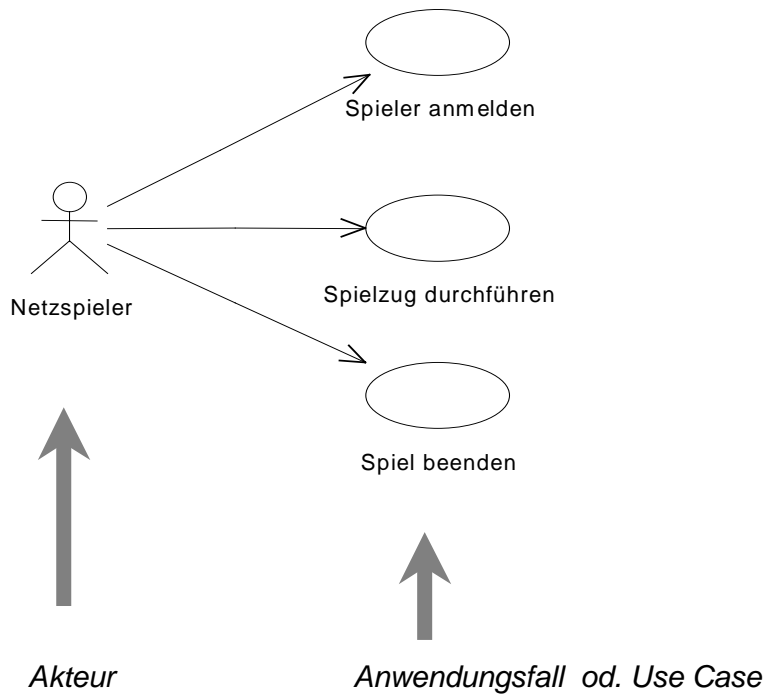 Spieler anmelden
Spielzug durchführen
Netzspieler
Spiel beenden
Akteur
Anwendungsfall od. Use Case